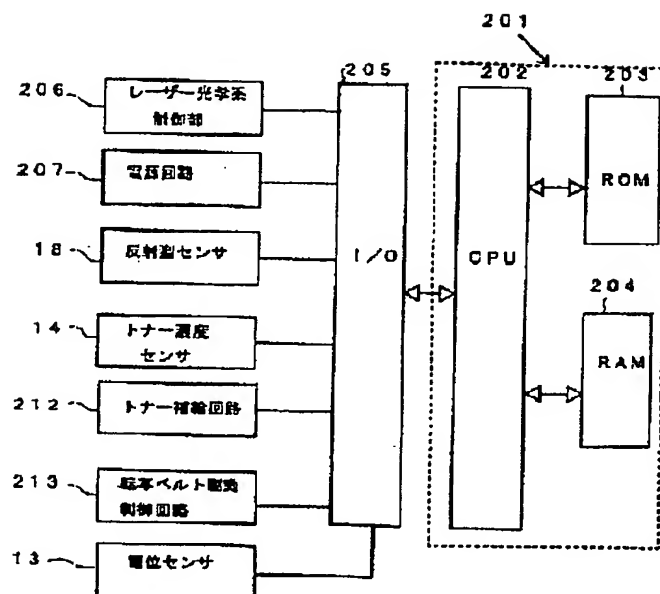 201
205
202
203
206
レーザー光学系
制御部
207
電源回路
ROM
18
反射型センサ
I/O
CPU
204
14
トナー濃度
センサ
RAM
212
トナー補給回路
213
転写ベルト駆動
制御回路
13
電位センサ